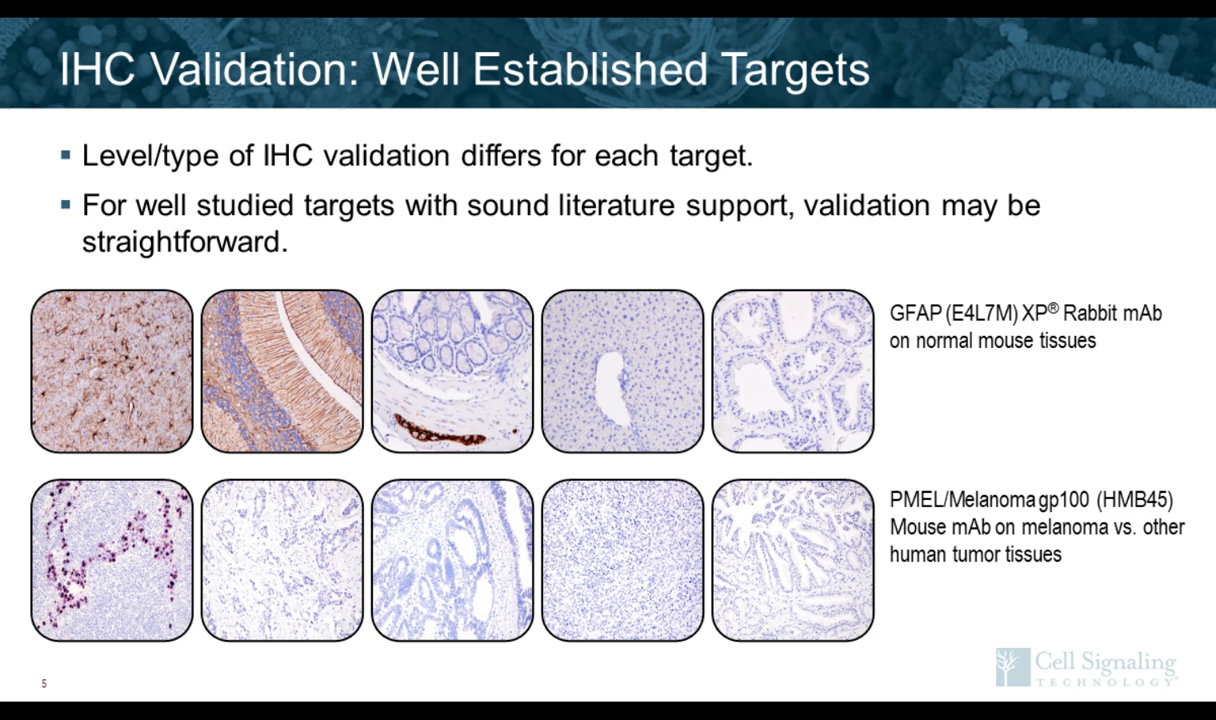 IHC Validation: Well Established Targets
▪ Level/type of IHC validation differs for each target.
▪ For well studied targets with sound literature support, validation may be
straightforward.
GFAP (E4L7M) XP® Rabbit mAb
on normal mouse tissues
PMEL/Melanoma gp100 (HMB45)
Mouse mAb on melanoma vs. other
human tumor tissues
Cell Signaling
TECHNOLOGY®
5